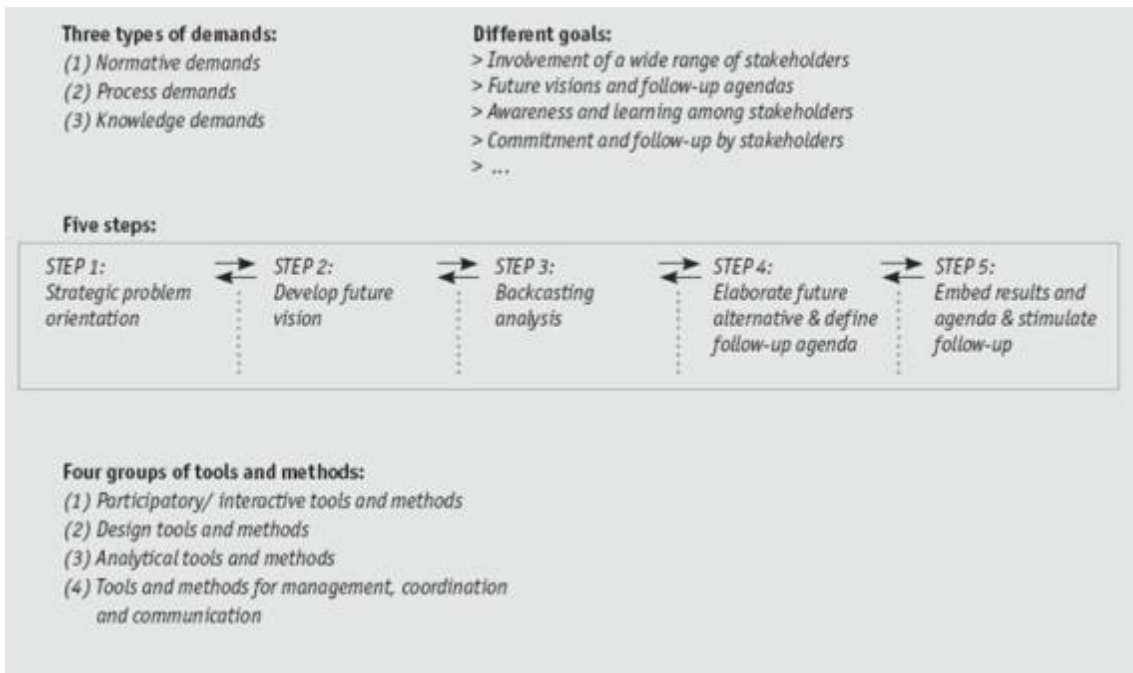 Three types of demands:
(1) Normative demands
(2) Process demands
(3) Knowledge demands
Different goals:
> Involvement of a wide range of stakeholders
> Future visions and follow-up agendas
> Awareness and learning among stakeholders
> Commitment and follow-up by stakeholders
> ...
Five steps:
STEP 1:
Strategic problem
orientation
STEP 2:
Develop future
vision
STEP 3:
Backcasting
analysis
STEP 4:
Elaborate future
alternative & define
follow-up agenda
STEP 5:
Embed results and
agenda & stimulate
follow-up
Four groups of tools and methods:
(1) Participatory/ interactive tools and methods
(2) Design tools and methods
(3) Analytical tools and methods
(4) Tools and methods for management, coordination
and communication